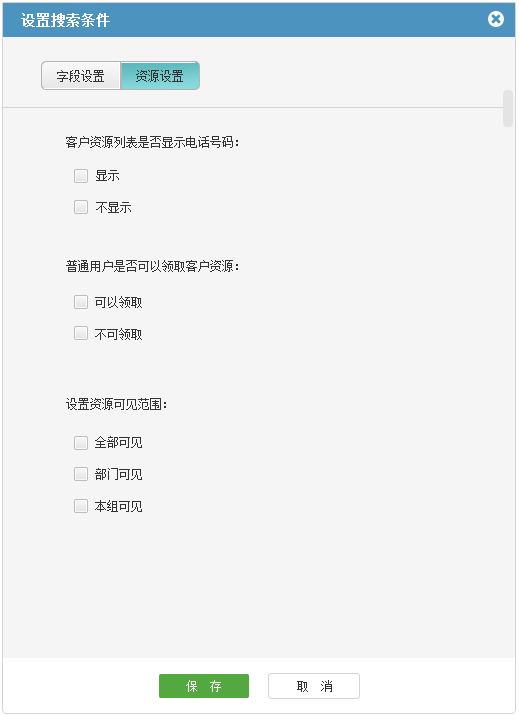 设置搜索条件
字段设置 资源设置
客户资源列表是否显示电话号码：
显示
不显示
普通用户是否可以领取客户资源：
可以领取
不可领取
设置资源可见范围：
全部可见
部门可见
本组可见
保 存 取 消